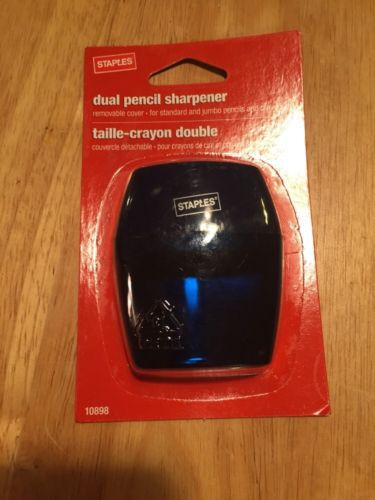 STAPLES
dual pencil sharpener
removable cover - for standard and jumbo pencils and
taille-crayon double
couvercle détachable - pour crayons de
STAPLES
10898